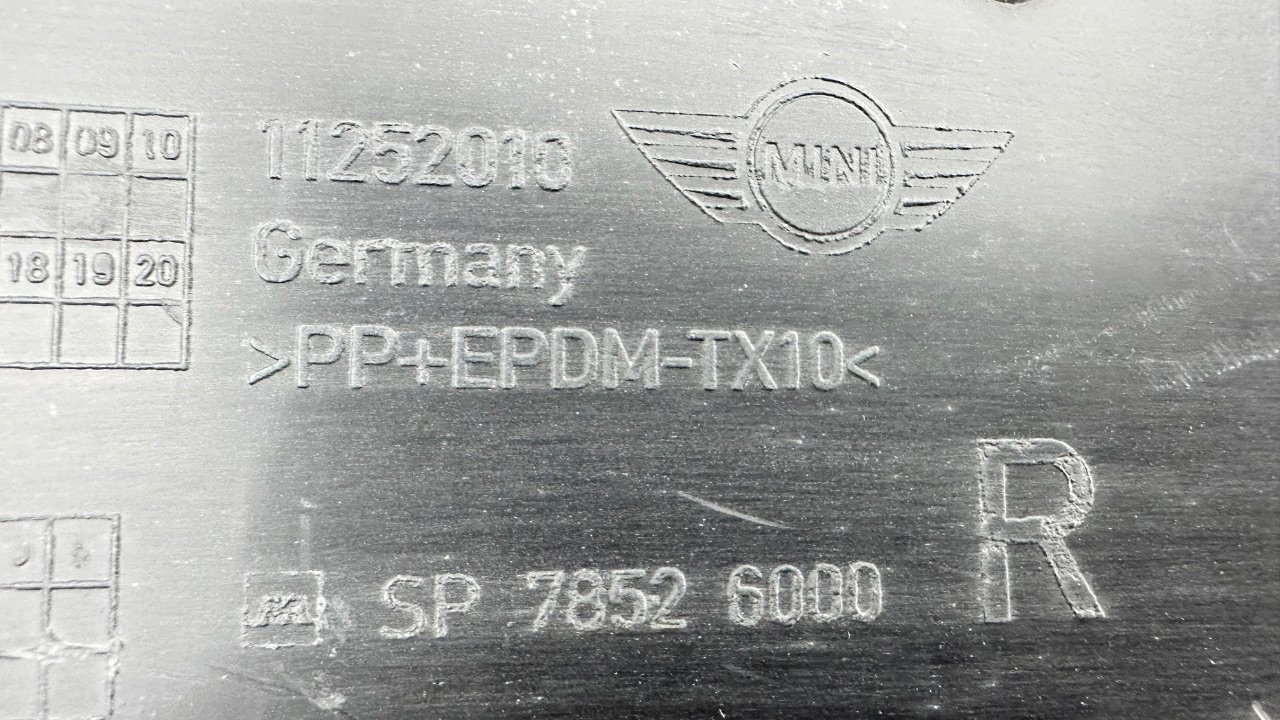 08 09 10
18 19 20
11252010
MINI
Germany
>PP+EPDM-TX10<
R
SP 7852 6000